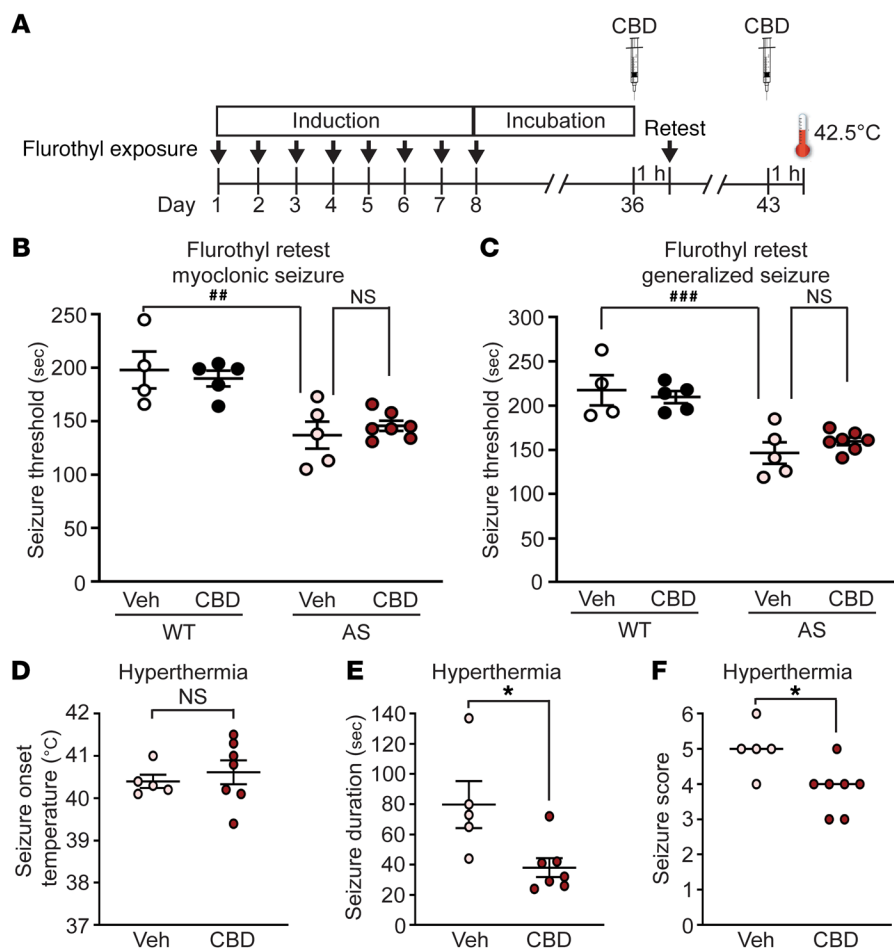 A
CBD CBD
Induction Incubation
Retest
42.5°C
Flurothyl exposure
1 h 1 h
Day 1 2 3 4 5 6 7 8 36 43
B
Flurothyl retest
myoclonic seizure
## NS
Seizure threshold (sec)
250
200
150
100
50
0
Veh CBD Veh CBD
WT AS
C
Flurothyl retest
generalized seizure
### NS
Seizure threshold (sec)
300
250
200
150
100
50
0
Veh CBD Veh CBD
WT AS
D
Hyperthermia
NS
Seizure onset
temperature (°C)
42
41
40
39
38
37
Veh CBD
E
Hyperthermia
*
Seizure duration (sec)
140
120
100
80
60
40
20
0
Veh CBD
F
Hyperthermia
*
Seizure score
6
5
4
3
2
1
0
Veh CBD